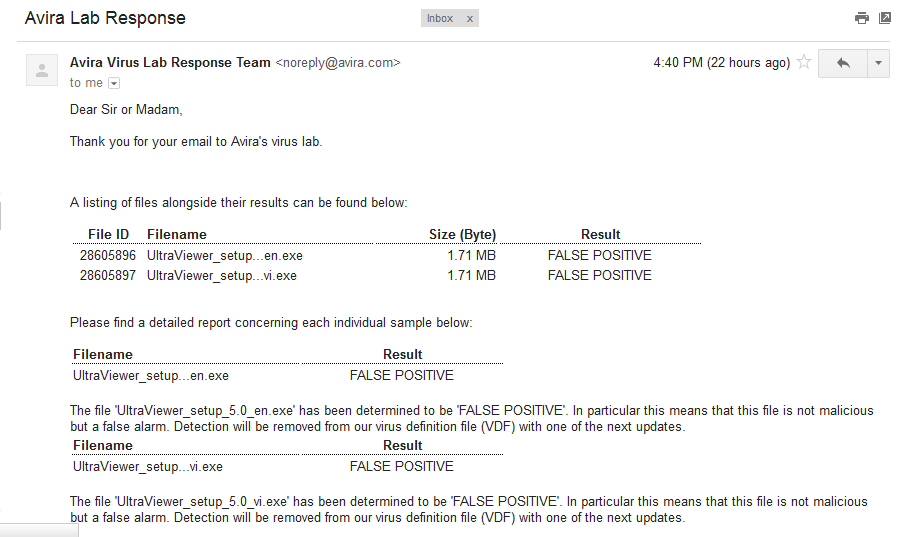 Avira Lab Response
Inbox x
Avira Virus Lab Response Team <noreply@avira.com>
4:40 PM (22 hours ago)
to me
Dear Sir or Madam,
Thank you for your email to Avira's virus lab.
A listing of files alongside their results can be found below:
File ID Filename Size (Byte) Result
28605896 UltraViewer_setup...en.exe 1.71 MB FALSE POSITIVE
28605897 UltraViewer_setup...vi.exe 1.71 MB FALSE POSITIVE
Please find a detailed report concerning each individual sample below:
Filename Result
UltraViewer_setup...en.exe FALSE POSITIVE
The file 'UltraViewer_setup_5.0_en.exe' has been determined to be 'FALSE POSITIVE'. In particular this means that this file is not malicious
but a false alarm. Detection will be removed from our virus definition file (VDF) with one of the next updates.
Filename Result
UltraViewer_setup...vi.exe FALSE POSITIVE
The file 'UltraViewer_setup_5.0_vi.exe' has been determined to be 'FALSE POSITIVE'. In particular this means that this file is not malicious
but a false alarm. Detection will be removed from our virus definition file (VDF) with one of the next updates.